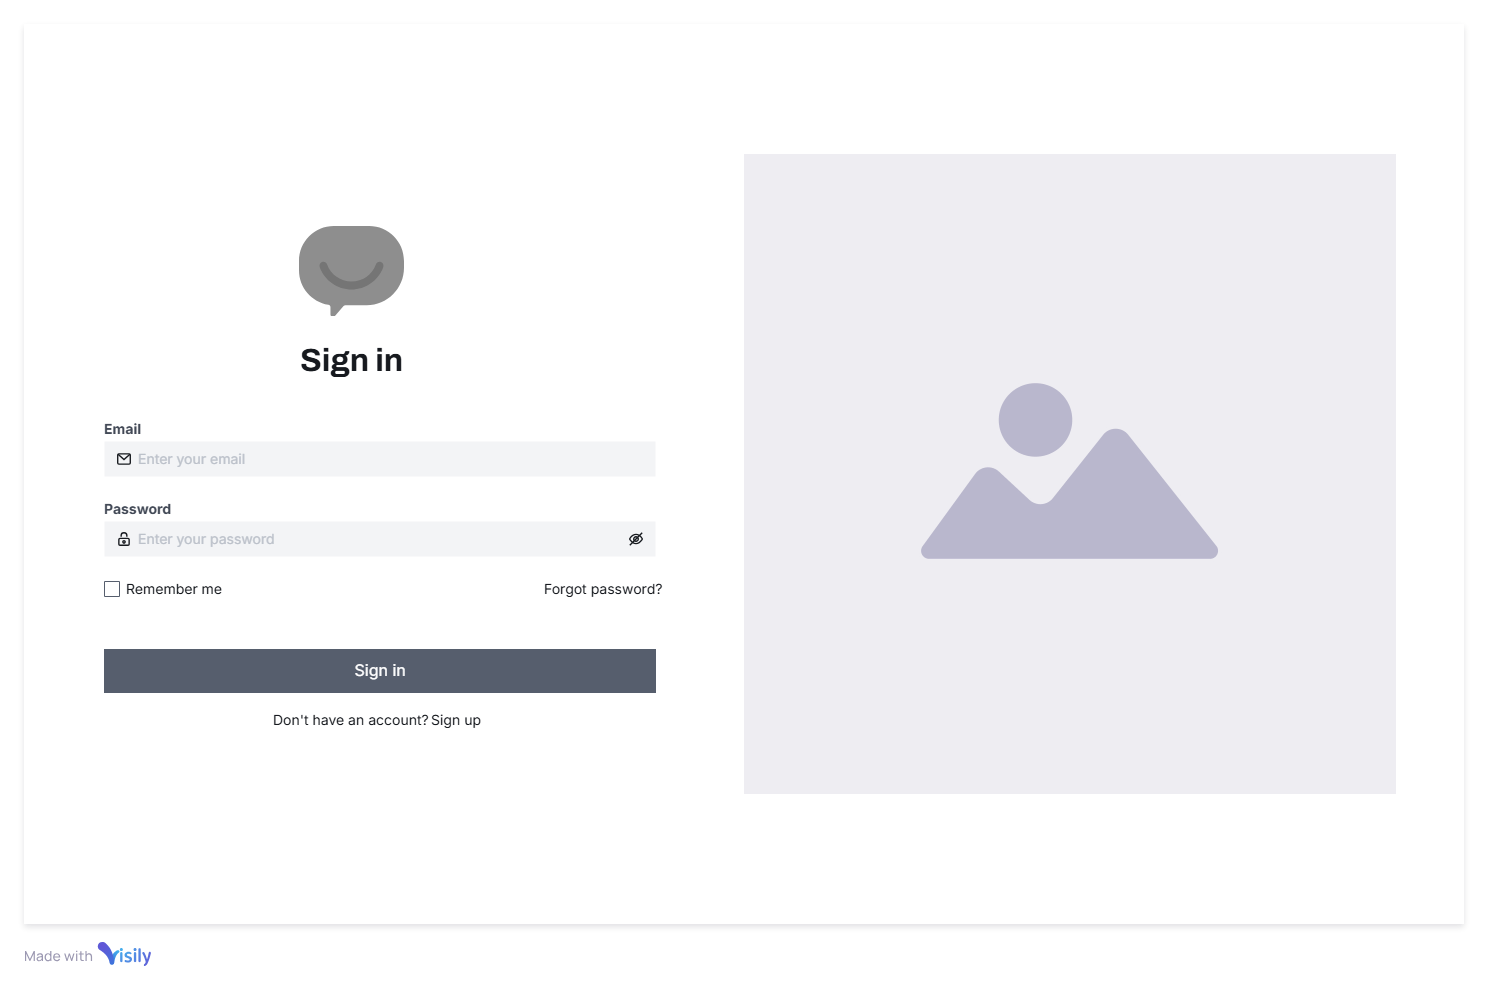 Sign in
Email
Enter your email
Password
Enter your password
Remember me
Forgot password?
Sign in
Don't have an account? Sign up
Made with Visily